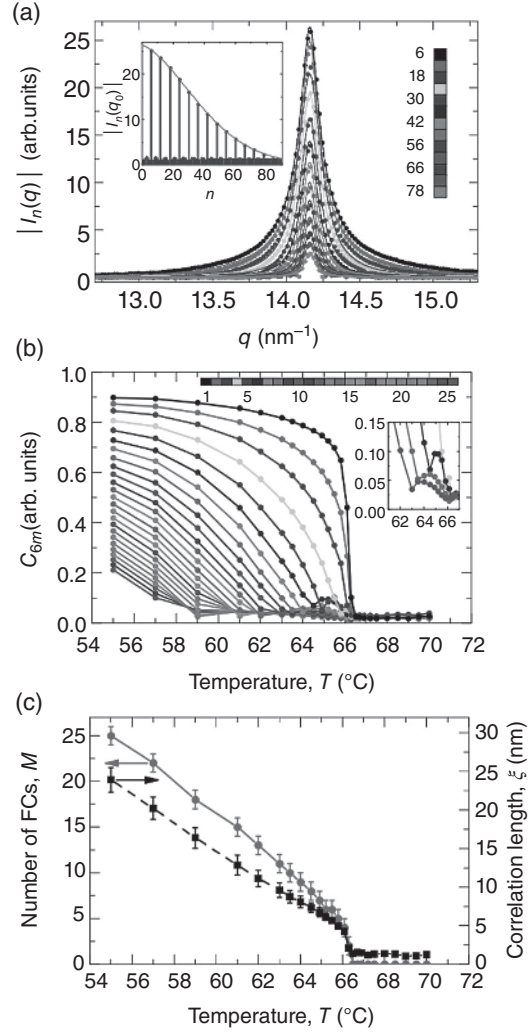 (a)
25
20
15
10
5
0
|I_n(q)| (arb.units)
20
10
0
|I_n(q_0)|
0 20 40 60 80
n
6
18
30
42
56
66
78
13.0 13.5 14.0 14.5 15.0
q (nm⁻¹)
(b)
1.0
0.8
0.6
0.4
0.2
0.0
C_{6m}(arb. units)
1 5 10 15 20 25
0.15
0.10
0.05
0.00
62 64 66
54 56 58 60 62 64 66 68 70 72
Temperature, T (°C)
(c)
25
20
15
10
5
0
Number of FCs, M
30
25
20
15
10
5
0
Correlation length, ξ (nm)
54 56 58 60 62 64 66 68 70 72
Temperature, T (°C)